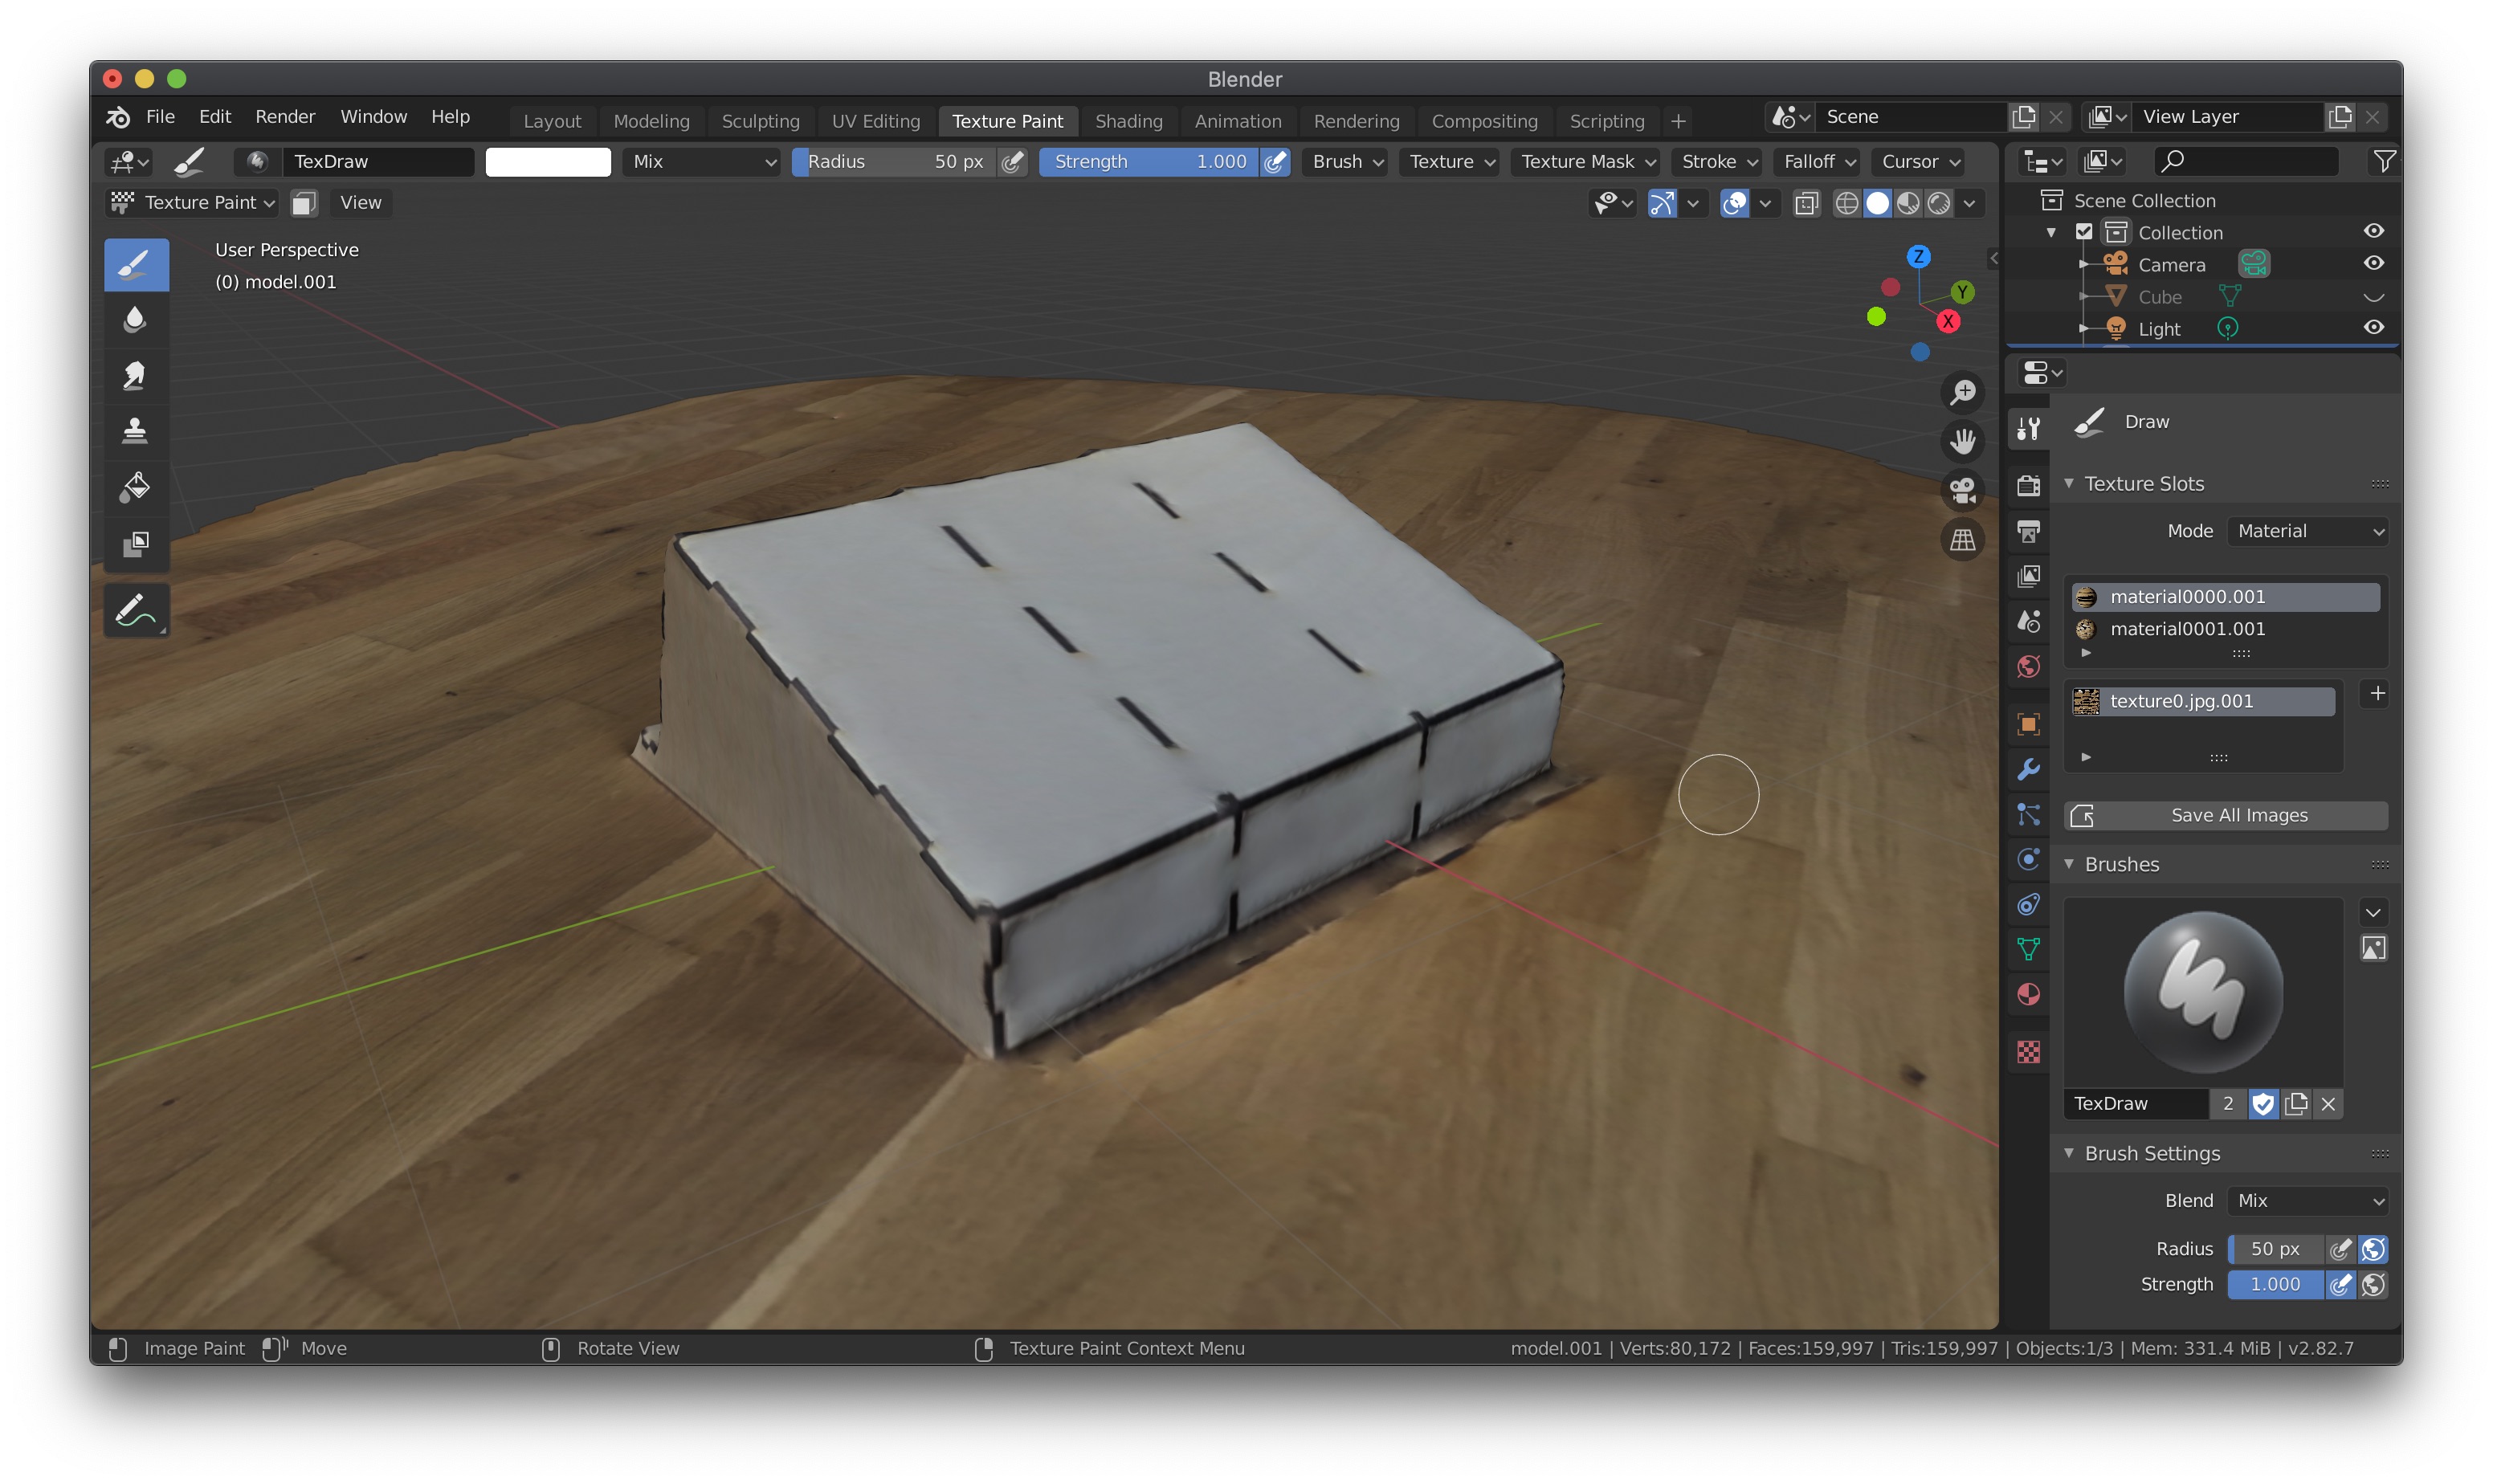 Blender
File Edit Render Window Help Layout Modeling Sculpting UV Editing Texture Paint Shading Animation Rendering Compositing Scripting + Scene View Layer
TexDraw Mix Radius 50 px Strength 1.000 Brush Texture Texture Mask Stroke Falloff Cursor
Texture Paint View
User Perspective
(0) model.001
Z
Y
X
Scene Collection
Collection
Camera
Cube
Light
Draw
Texture Slots
Mode Material
material0000.001
material0001.001
texture0.jpg.001
Save All Images
Brushes
TexDraw 2
Brush Settings
Blend Mix
Radius 50 px
Strength 1.000
Image Paint Move Rotate View Texture Paint Context Menu model.001 | Verts:80,172 | Faces:159,997 | Tris:159,997 | Objects:1/3 | Mem: 331.4 MiB | v2.82.7